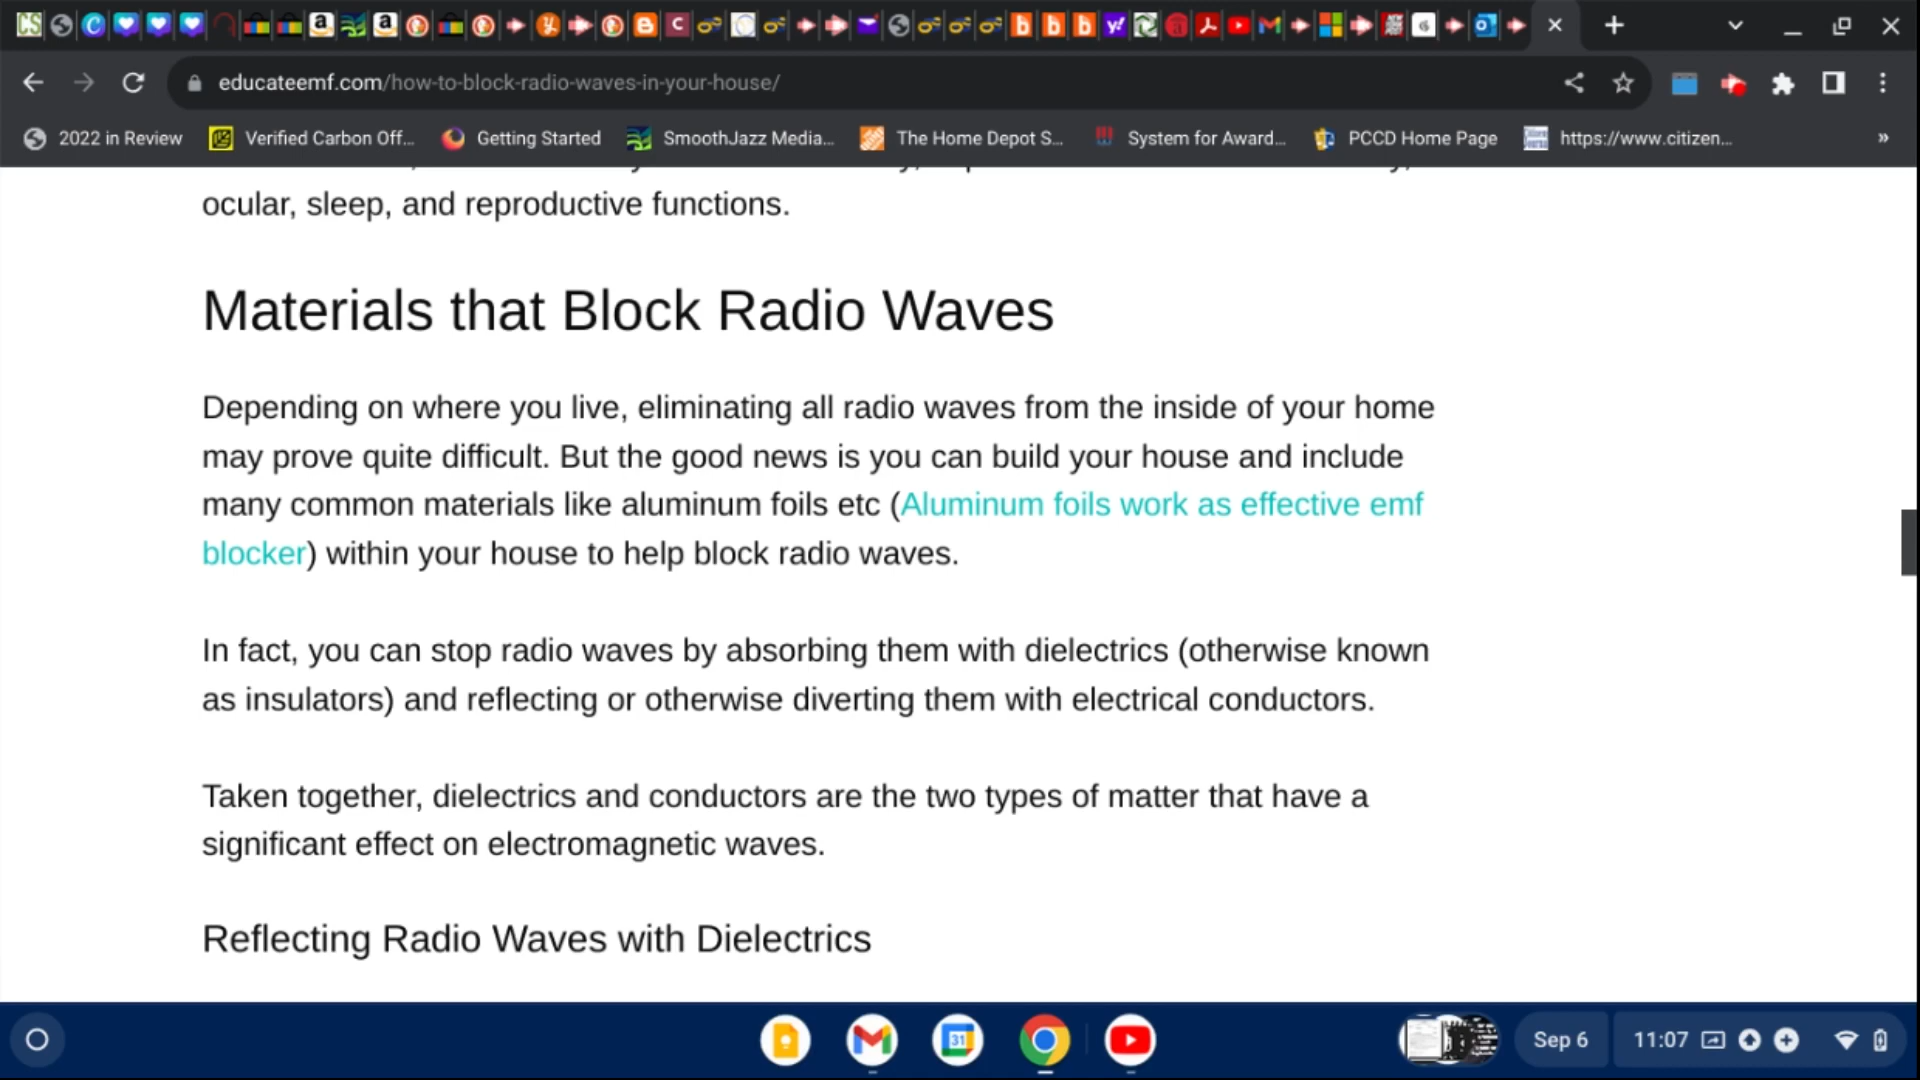 educateemf.com/how-to-block-radio-waves-in-your-house/
2022 in Review
Verified Carbon Off...
Getting Started
SmoothJazz Media...
The Home Depot S...
System for Award...
PCCD Home Page
https://www.citizen...
»
ocular, sleep, and reproductive functions.
Materials that Block Radio Waves
Depending on where you live, eliminating all radio waves from the inside of your home
may prove quite difficult. But the good news is you can build your house and include
many common materials like aluminum foils etc (Aluminum foils work as effective emf
blocker) within your house to help block radio waves.
In fact, you can stop radio waves by absorbing them with dielectrics (otherwise known
as insulators) and reflecting or otherwise diverting them with electrical conductors.
Taken together, dielectrics and conductors are the two types of matter that have a
significant effect on electromagnetic waves.
Reflecting Radio Waves with Dielectrics
31
Sep 6
11:07